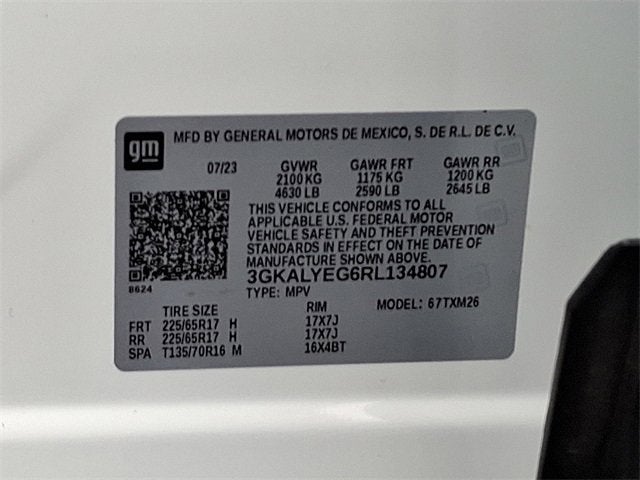 gm MFD BY GENERAL MOTORS DE MEXICO, S. DE R.L. DE C.V.
07/23 GVWR GAWR FRT GAWR RR
2100 KG 1175 KG 1200 KG
4630 LB 2590 LB 2645 LB
THIS VEHICLE CONFORMS TO ALL
APPLICABLE U.S. FEDERAL MOTOR
VEHICLE SAFETY AND THEFT PREVENTION
STANDARDS IN EFFECT ON THE DATE OF
MANUFACTURE SHOWN ABOVE.
3GKALYEG6RL134807
8624
TYPE: MPV MODEL: 67TXM26
TIRE SIZE RIM
FRT 225/65R17 H 17X7J
RR 225/65R17 H 17X7J
SPA T135/70R16 M 16X4BT